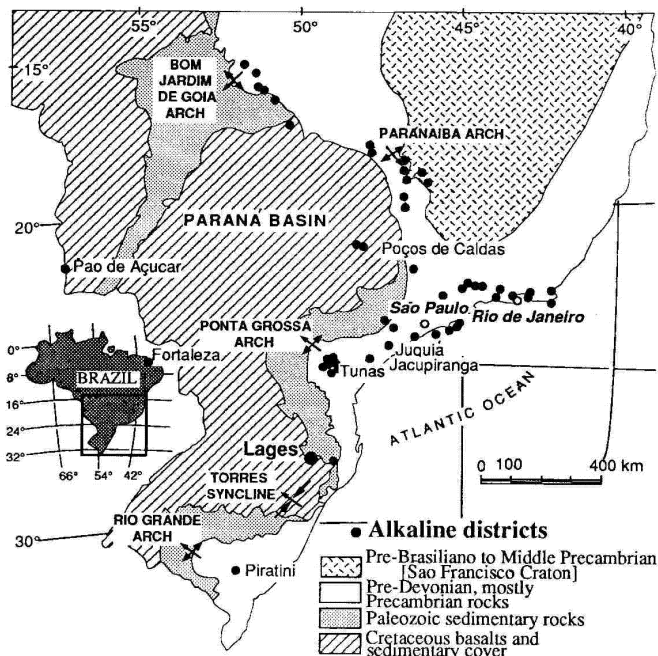 55°
50°
45°
40°
15°
BOM
JARDIM
DE GOIA
ARCH
PARANAIBA ARCH
PARANA BASIN
20°
Poços de Caldas
Pao de Açucar
São Paulo
Rio de Janeiro
PONTA GROSSA
ARCH
Juquia
Jacupiranga
Tunas
0°
8°
16°
24°
32°
Fortaleza
BRAZIL
66°
54°
42°
ATLANTIC OCEAN
Lages
0 100 400 km
TORRES
SYNCLINE
RIO GRANDE
ARCH
30°
Piratini
Alkaline districts
Pre-Brasiliano to Middle Precambrian
[Sao Francisco Craton]
Pre-Devonian, mostly
Precambrian rocks
Paleozoic sedimentary rocks
Cretaceous basalts and
sedimentary cover